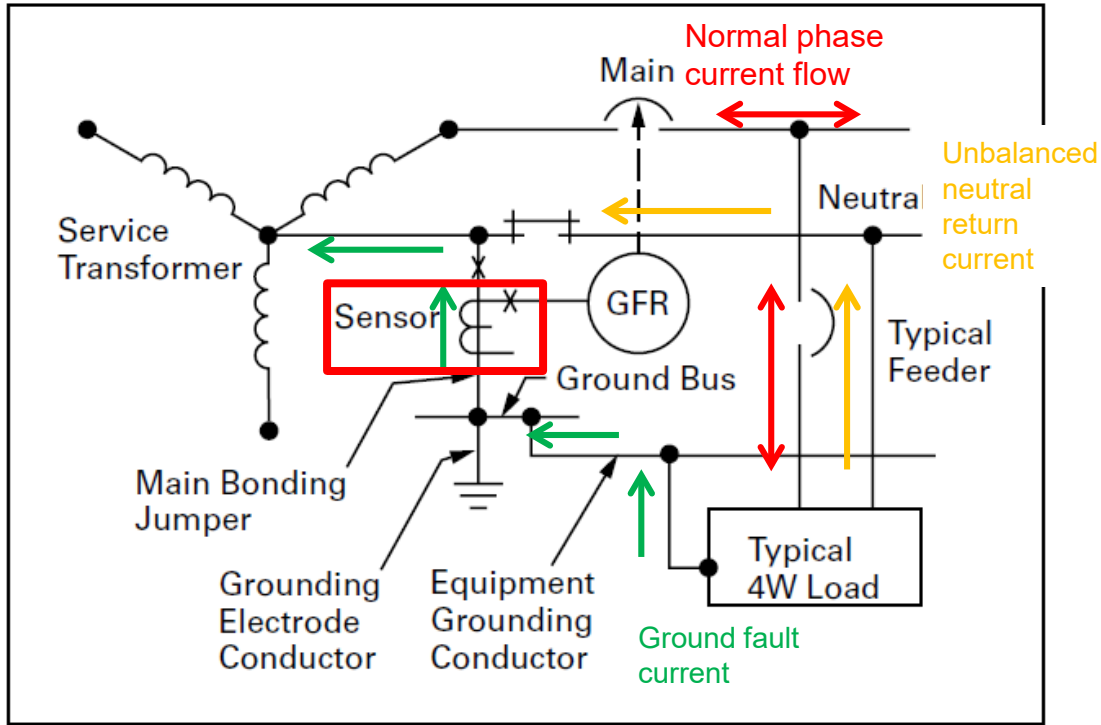 Normal phase
current flow
Main
Unbalanced
neutral
return
current
Neutral
Service
Transformer
Sensor
GFR
Typical
Feeder
Ground Bus
Main Bonding
Jumper
Typical
4W Load
Grounding
Electrode
Conductor
Equipment
Grounding
Conductor
Ground fault
current